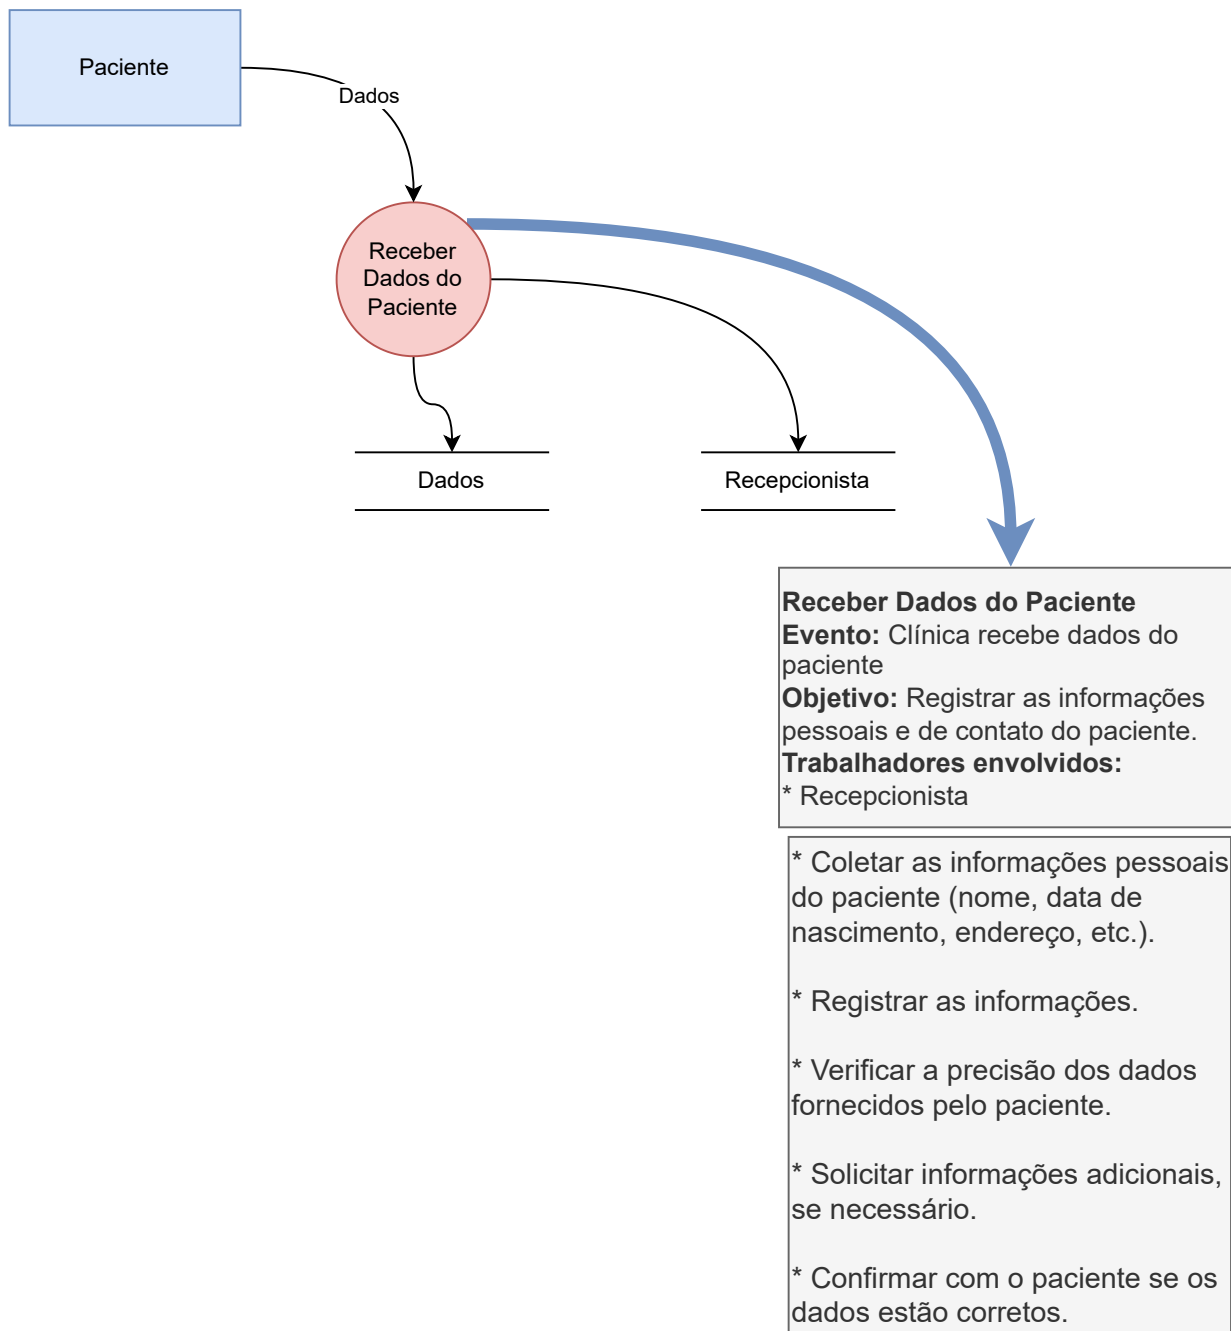 Paciente
Dados
Receber
Dados do
Paciente
Dados
Recepcionista
Receber Dados do Paciente
Evento: Clínica recebe dados do
paciente
Objetivo: Registrar as informações
pessoais e de contato do paciente.
Trabalhadores envolvidos:
* Recepcionista
* Coletar as informações pessoais
do paciente (nome, data de
nascimento, endereço, etc.).
* Registrar as informações.
* Verificar a precisão dos dados
fornecidos pelo paciente.
* Solicitar informações adicionais,
se necessário.
* Confirmar com o paciente se os
dados estão corretos.